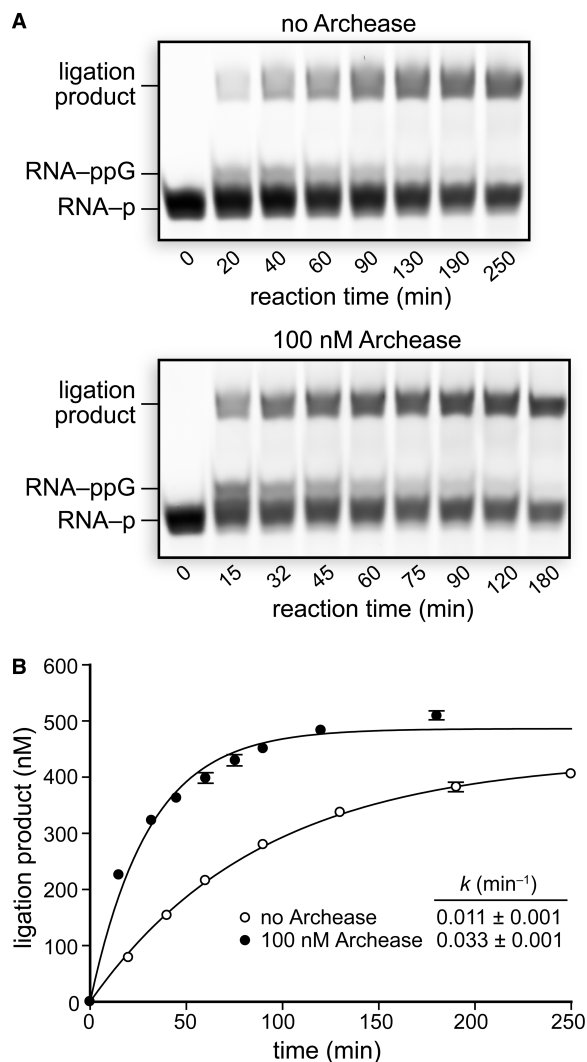 A
no Archease
ligation
product
RNA–ppG
RNA–p
0 20 40 60 90 130 190 250
reaction time (min)
100 nM Archease
ligation
product
RNA–ppG
RNA–p
0 15 32 45 60 75 90 120 180
reaction time (min)
B
600
500
400
300
200
100
0
ligation product (nM)
k (min⁻¹)
no Archease 0.011 ± 0.001
100 nM Archease 0.033 ± 0.001
0 50 100 150 200 250
time (min)